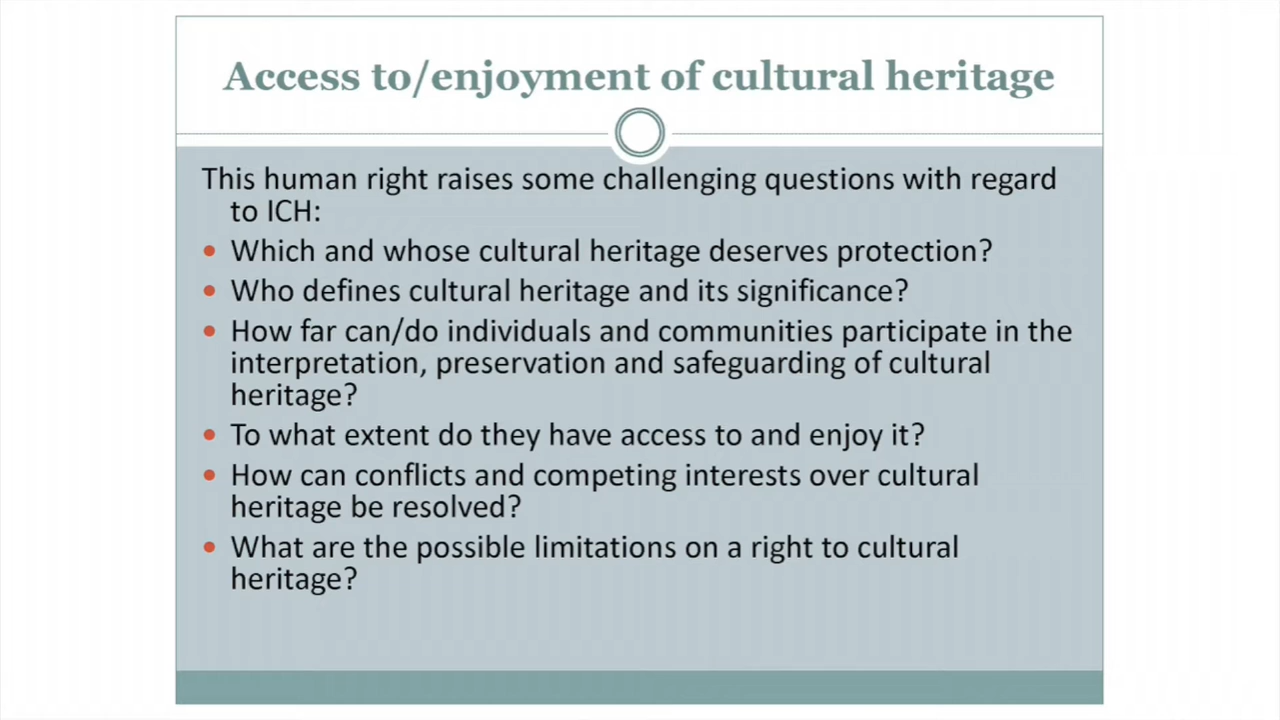 Access to/enjoyment of cultural heritage
This human right raises some challenging questions with regard
to ICH:
• Which and whose cultural heritage deserves protection?
• Who defines cultural heritage and its significance?
• How far can/do individuals and communities participate in the
interpretation, preservation and safeguarding of cultural
heritage?
• To what extent do they have access to and enjoy it?
• How can conflicts and competing interests over cultural
heritage be resolved?
• What are the possible limitations on a right to cultural
heritage?